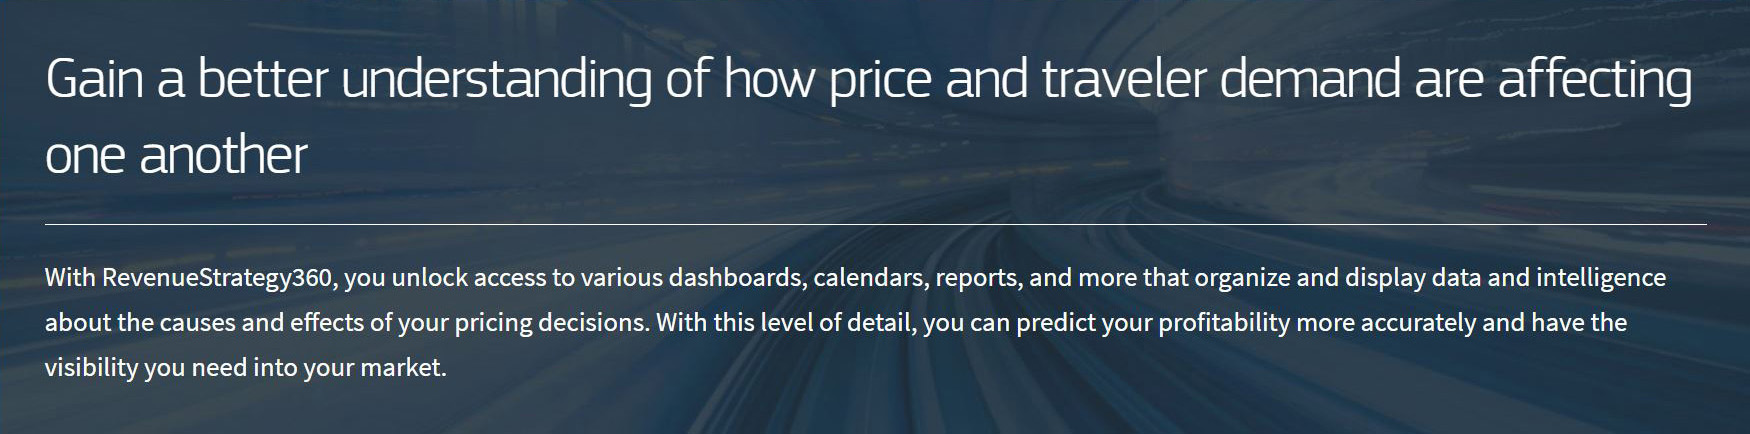 Gain a better understanding of how price and traveler demand are affecting
one another
With RevenueStrategy360, you unlock access to various dashboards, calendars, reports, and more that organize and display data and intelligence
about the causes and effects of your pricing decisions. With this level of detail, you can predict your profitability more accurately and have the
visibility you need into your market.